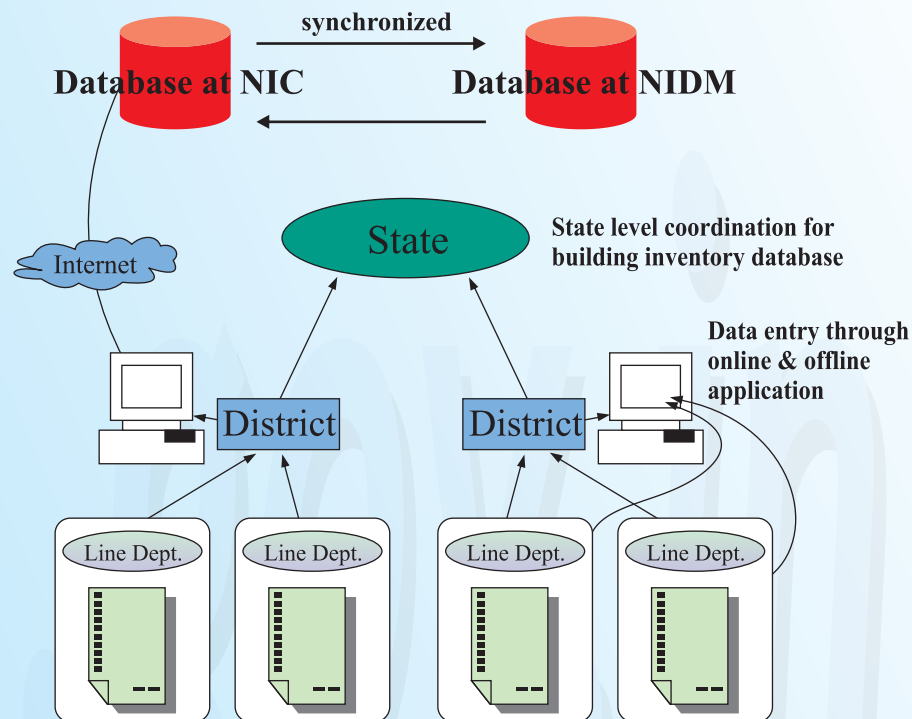 synchronized
Database at NIC
Database at NIDM
State
State level coordination for
building inventory database
Internet
Data entry through
online & offline
application
District
District
Line Dept.
Line Dept.
Line Dept.
Line Dept.